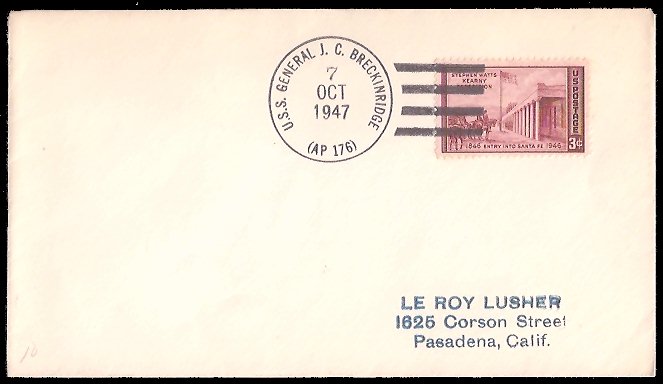 U.S.S. GENERAL J. C. BRECKINRIDGE
7
OCT
1947
(AP 176)
STEPHEN WATTS
KEARNY
U S POSTAGE
1846 ENTRY INTO SANTA FE 1946
3¢
LE ROY LUSHER
1625 Corson Street
Pasadena, Calif.
10